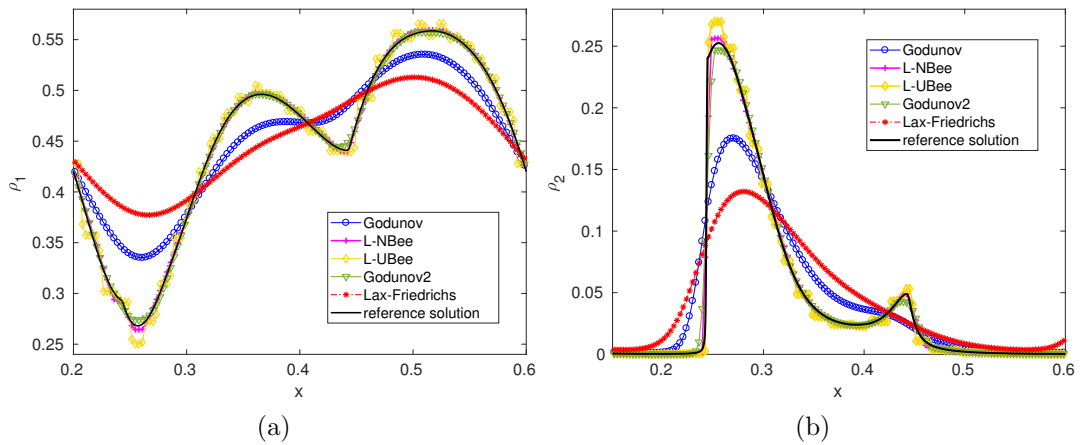 0.55
0.5
0.45
0.4
0.35
0.3
0.25
ρ1
Godunov
L-NBee
L-UBee
Godunov2
Lax-Friedrichs
reference solution
0.2 0.3 0.4 0.5 0.6
x
(a)
0.25
0.2
0.15
0.1
0.05
0
ρ2
Godunov
L-NBee
L-UBee
Godunov2
Lax-Friedrichs
reference solution
0.2 0.3 0.4 0.5 0.6
x
(b)